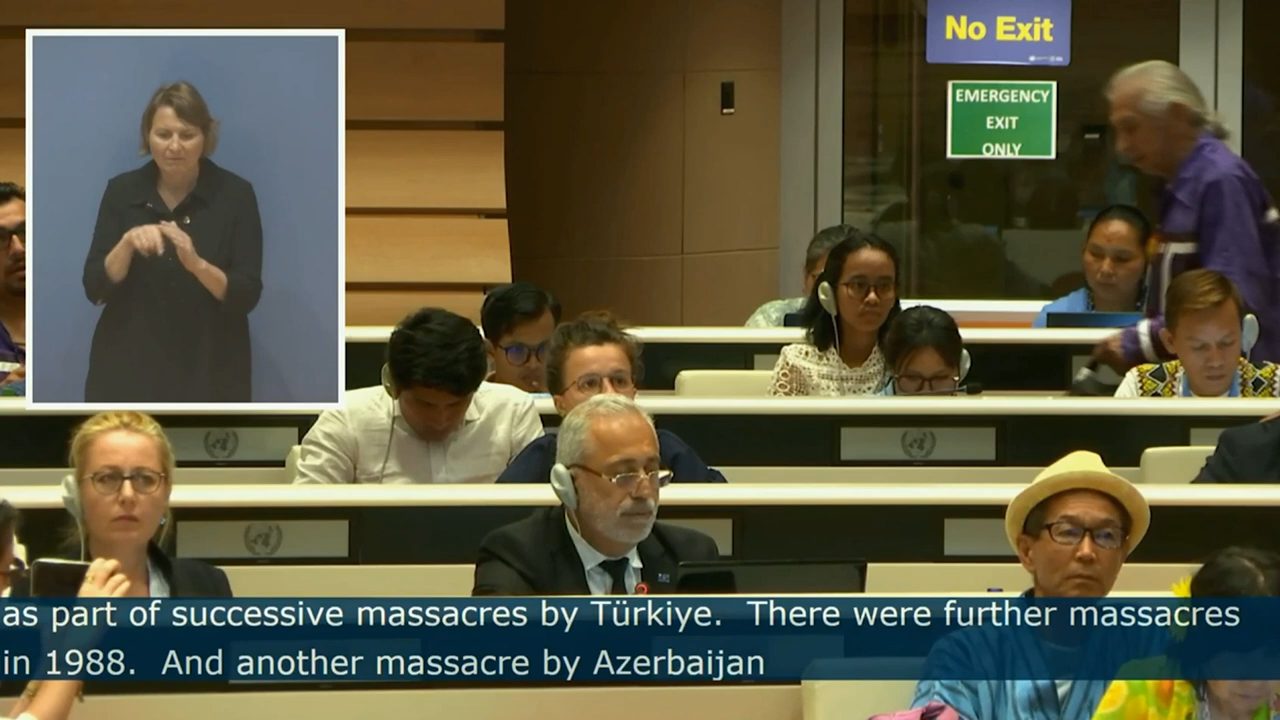 No Exit
EMERGENCY
EXIT
ONLY
as part of successive massacres by Türkiye.  There were further massacres
in 1988.  And another massacre by Azerbaijan